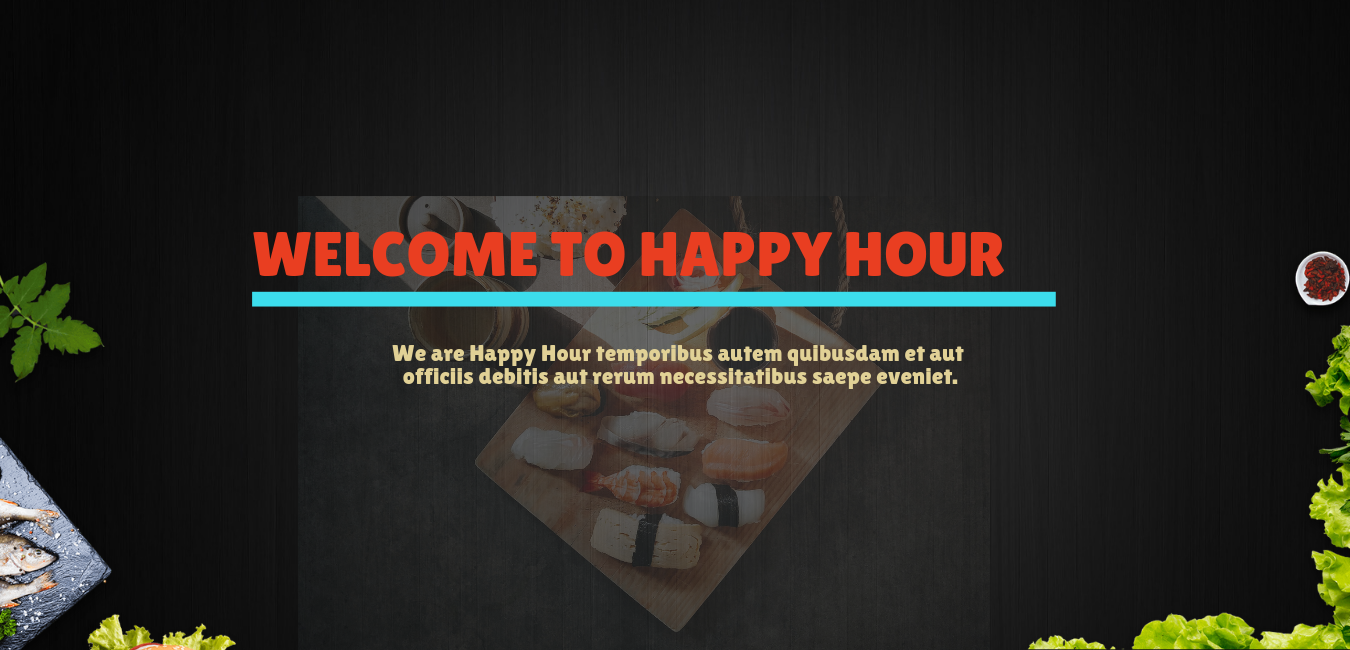 WELCOME TO HAPPY HOUR
We are Happy Hour temporibus autem quibusdam et aut
officiis debitis aut rerum necessitatibus saepe eveniet.